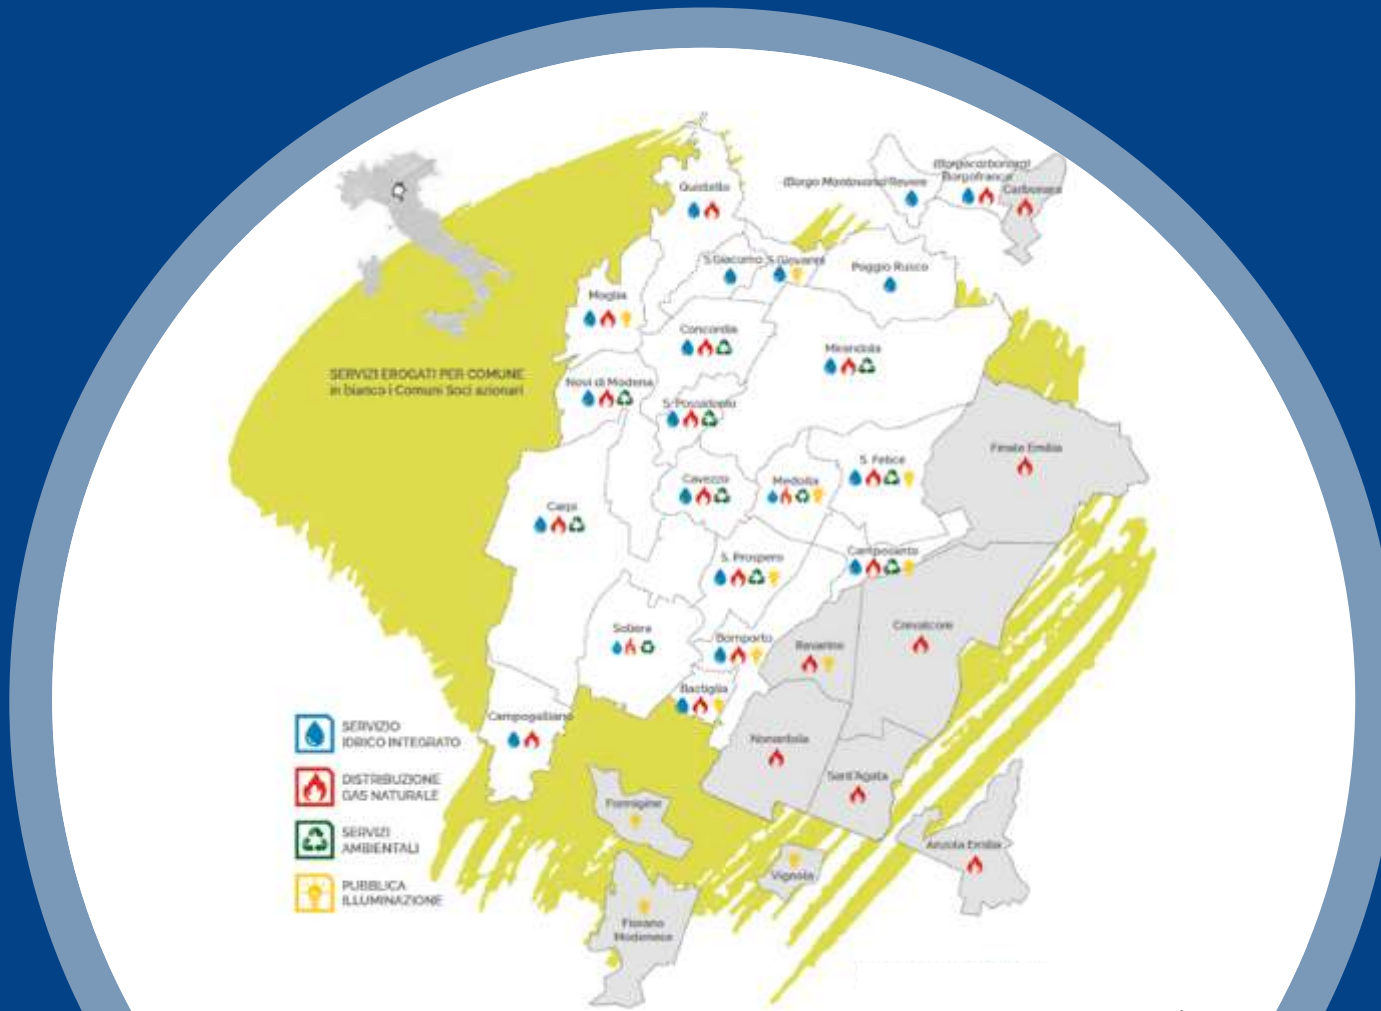 Quistello
(Borgo Mantovano) Revere
(Borgocarbonara)
Borgofranco
Carbonara
S.Giacomo
S.Giovanni
Poggio Rusco
Moglia
Concordia
Mirandola
SERVIZI EROGATI PER COMUNE
in bianco i Comuni Soci azionari
Novi di Modena
S. Possidonio
Finale Emilia
S. Felice
Cavezzo
Medolla
Carpi
S. Prospero
Camposanto
Soliera
Bomporto
Ravarino
Crevalcore
Bastiglia
Campogalliano
Nonantola
Sant'Agata
SERVIZIO
IDRICO INTEGRATO
DISTRIBUZIONE
GAS NATURALE
SERVIZI
AMBIENTALI
PUBBLICA
ILLUMINAZIONE
Formigine
Anzola Emilia
Vignola
Fiorano
Modenese